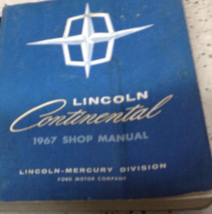 LINCOLN
Continental
1967 SHOP MANUAL
LINCOLN-MERCURY DIVISION
FORD MOTOR COMPANY